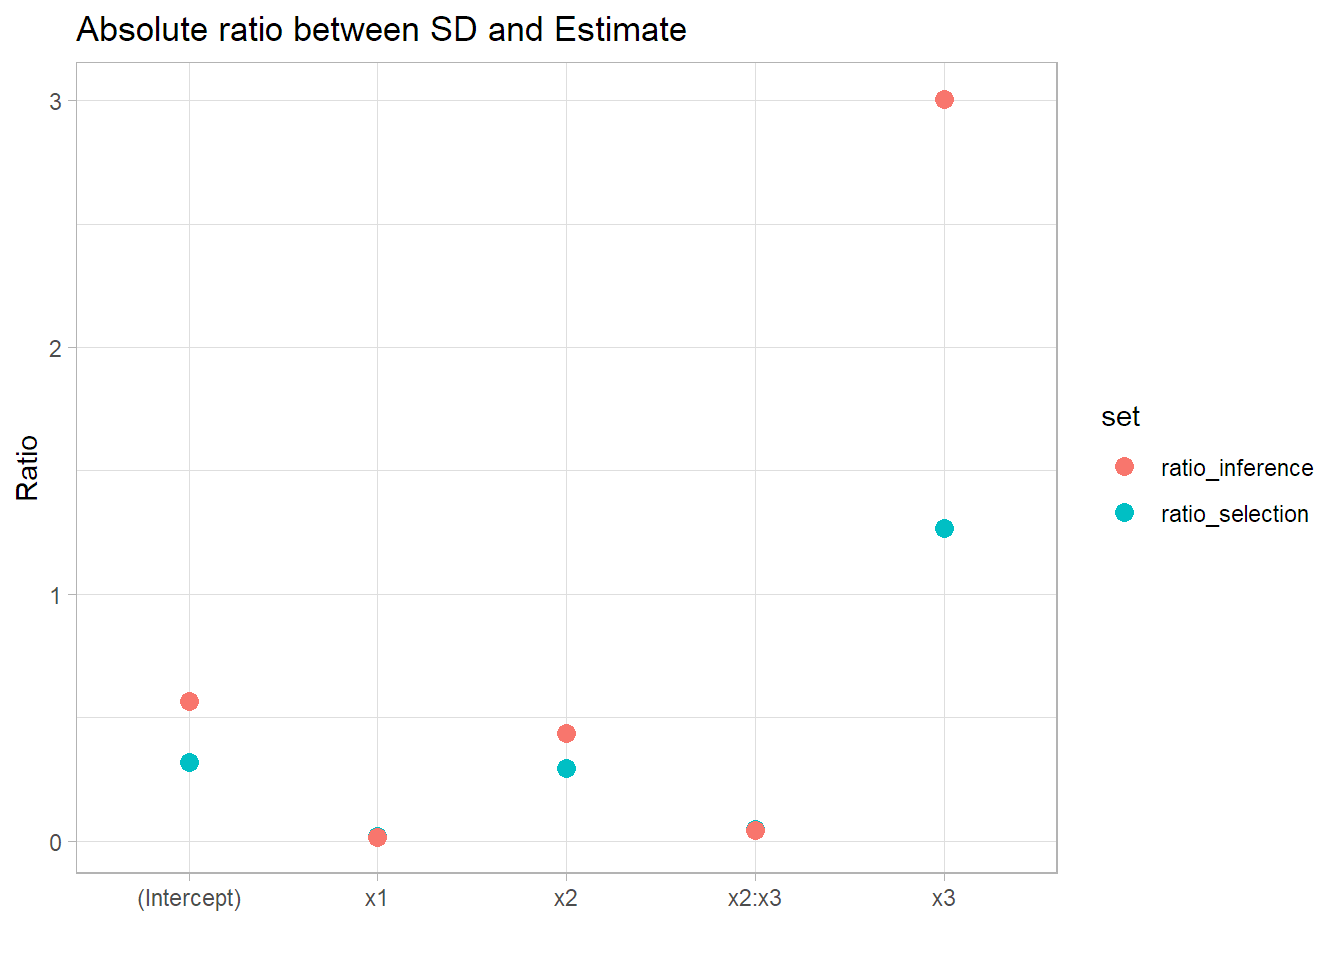 Absolute ratio between SD and Estimate
3
2
1
0
Ratio
(Intercept)
x1
x2
x2:x3
x3
set
ratio_inference
ratio_selection